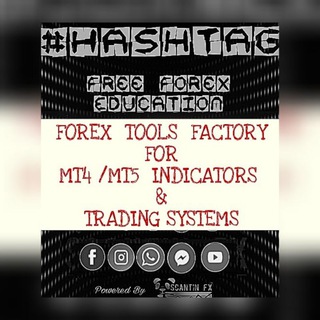 #HASHTAG
FREE FOREX
EDUCATION
FOREX TOOLS FACTORY
FOR
MT4 /MT5 INDICATORS
&
TRADING SYSTEMS
Powered By SCANTIN FX